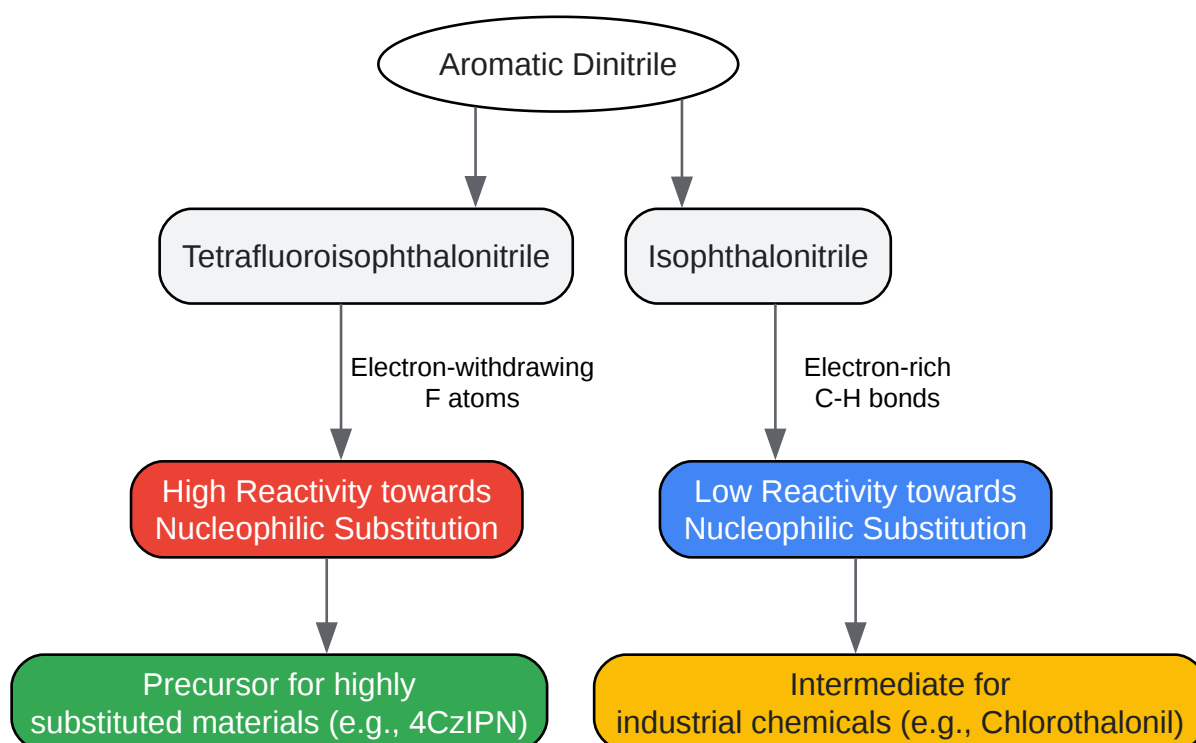 Aromatic Dinitrile
Tetrafluoroisophthalonitrile
Isophthalonitrile
Electron-withdrawing
F atoms
Electron-rich
C-H bonds
High Reactivity towards
Nucleophilic Substitution
Low Reactivity towards
Nucleophilic Substitution
Precursor for highly
substituted materials (e.g., 4CzIPN)
Intermediate for
industrial chemicals (e.g., Chlorothalonil)